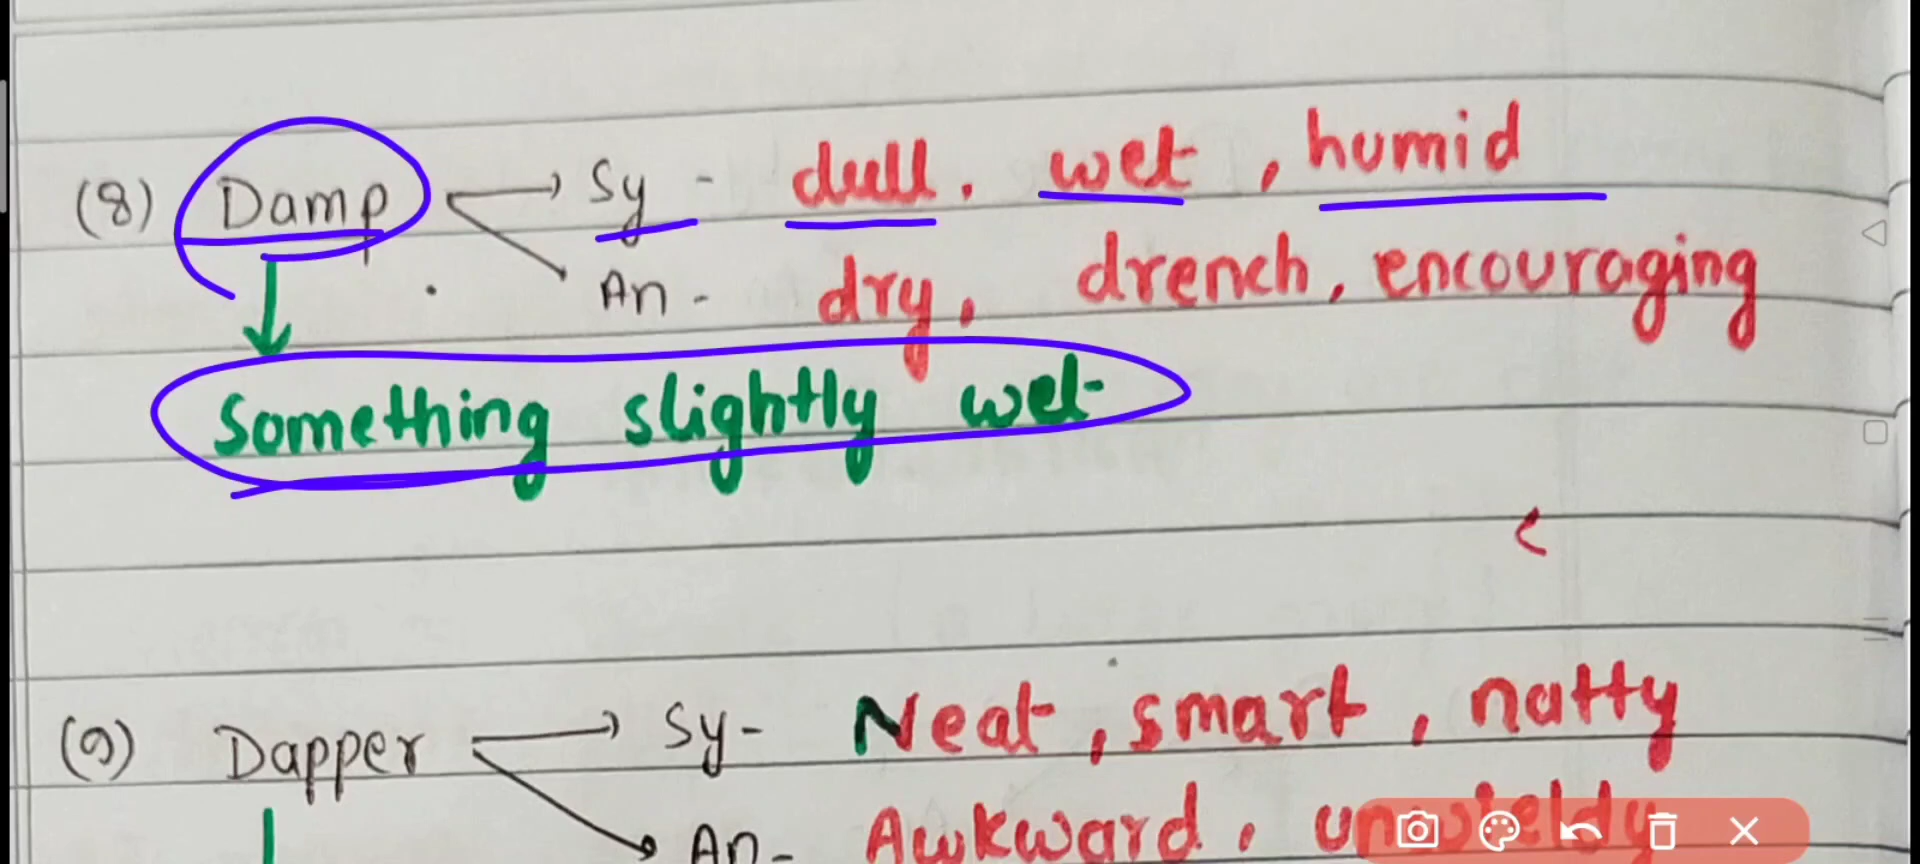 (8) Damp Sy - dull, wet, humid
An - dry, drench, encouraging
Something slightly wet
(9) Dapper Sy- Neat, smart, natty
An- Awkward, unwieldy